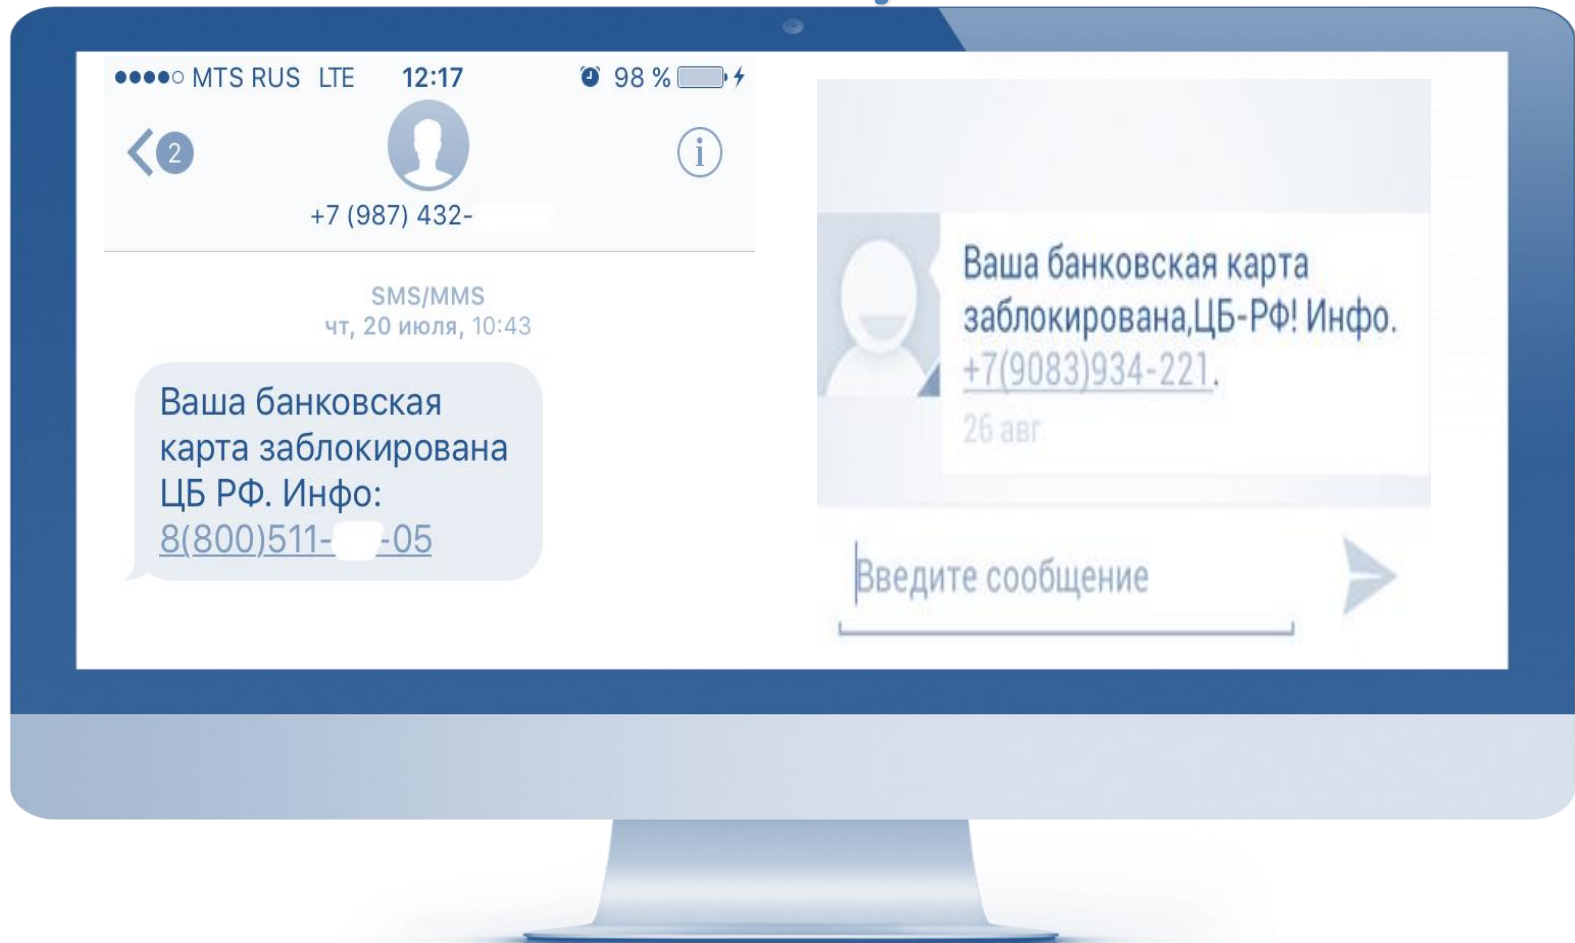 MTS RUS LTE 12:17 98 %
2
+7 (987) 432-
SMS/MMS
чт, 20 июля, 10:43
Ваша банковская
карта заблокирована
ЦБ РФ. Инфо:
8(800)511- -05
Ваша банковская карта
заблокирована,ЦБ-РФ! Инфо.
+7(9083)934-221.
26 авг
Введите сообщение